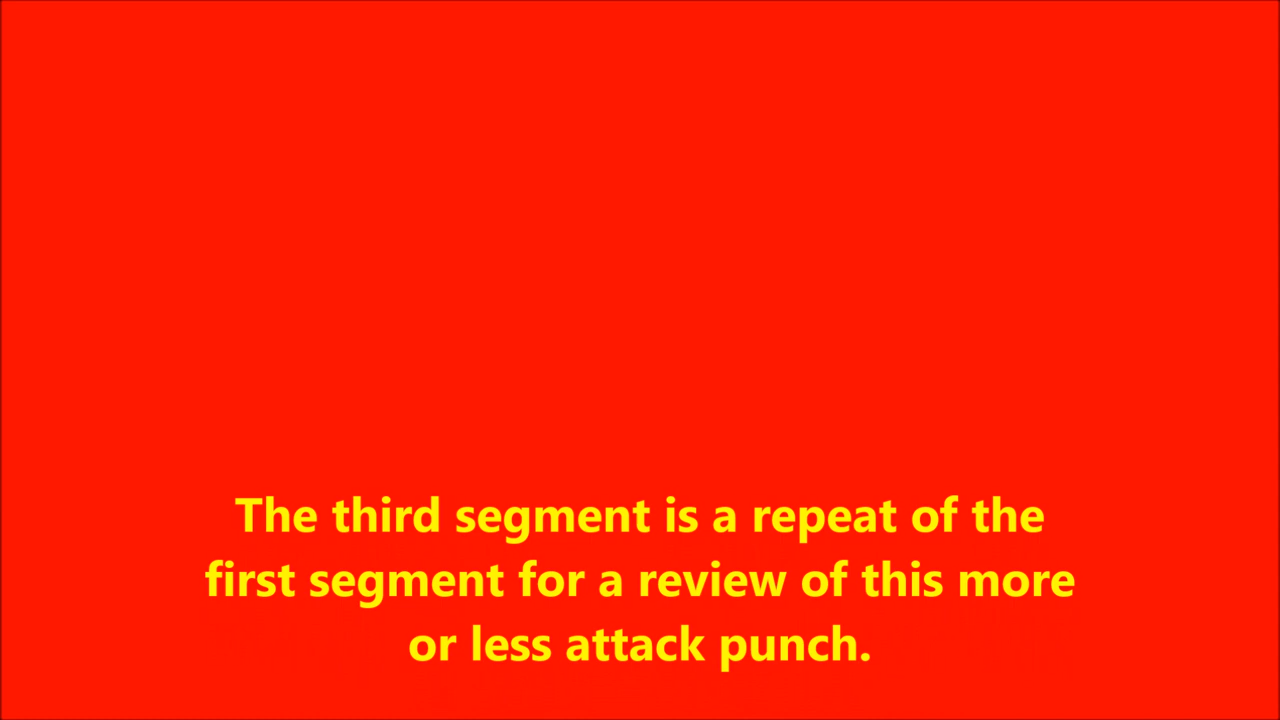 The third segment is a repeat of the
first segment for a review of this more
or less attack punch.